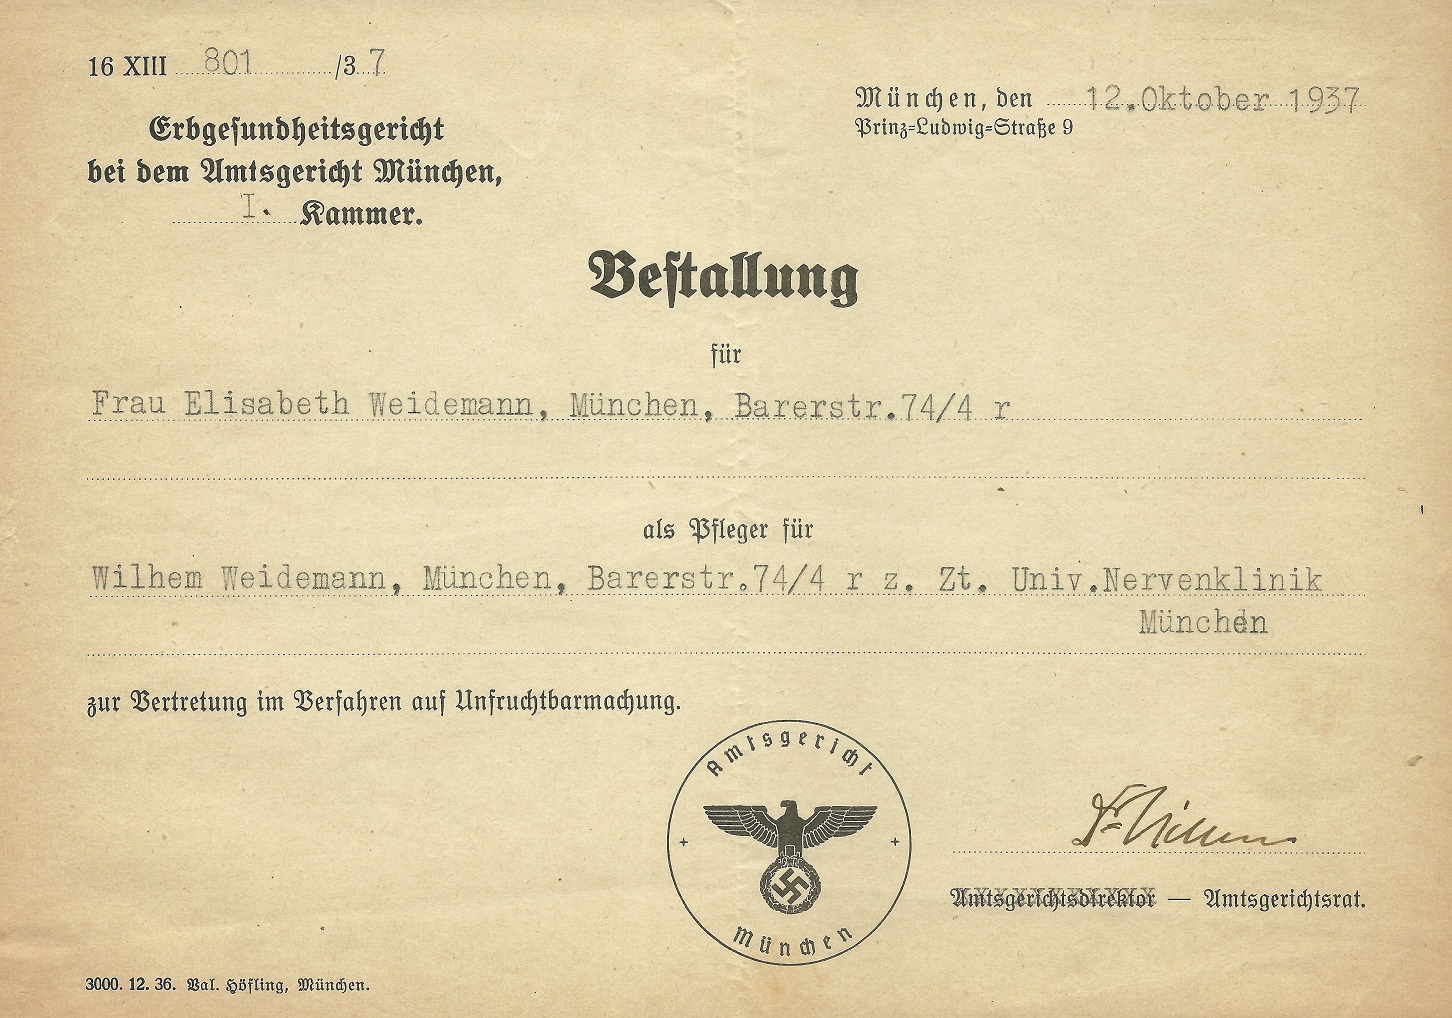 16 XIII 801 /37
München, den 12.Oktober 1937
Prinz-Ludwig-Straße 9
Erbgesundheitsgericht
bei dem Amtsgericht München,
I. Kammer.
Bestallung
für
Frau Elisabeth Weidemann, München, Barerstr.74/4 r
als Pfleger für
Wilhem Weidemann, München, Barerstr.74/4 r z. Zt. Univ.Nervenklinik
München
zur Vertretung im Verfahren auf Unfruchtbarmachung.
Amtsgericht
München
Amtsgerichtsdirektor — Amtsgerichtsrat.
3000. 12. 36. Val. Höfling, München.